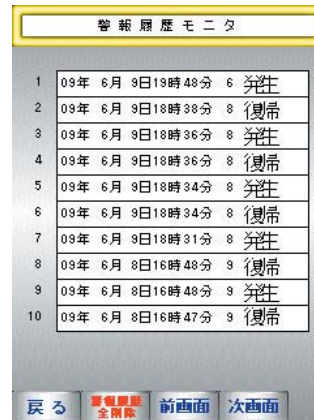 警報履歴モニタ
1 09年 6月 9日19時48分 6 発生
2 09年 6月 9日18時38分 8 復帰
3 09年 6月 9日18時36分 8 発生
4 09年 6月 9日18時36分 8 復帰
5 09年 6月 9日18時34分 8 発生
6 09年 6月 9日18時34分 8 復帰
7 09年 6月 9日18時31分 8 発生
8 09年 6月 8日16時48分 9 復帰
9 09年 6月 8日16時48分 9 発生
10 09年 6月 8日16時47分 9 復帰
戻る 警報履歴全削除 前画面 次画面